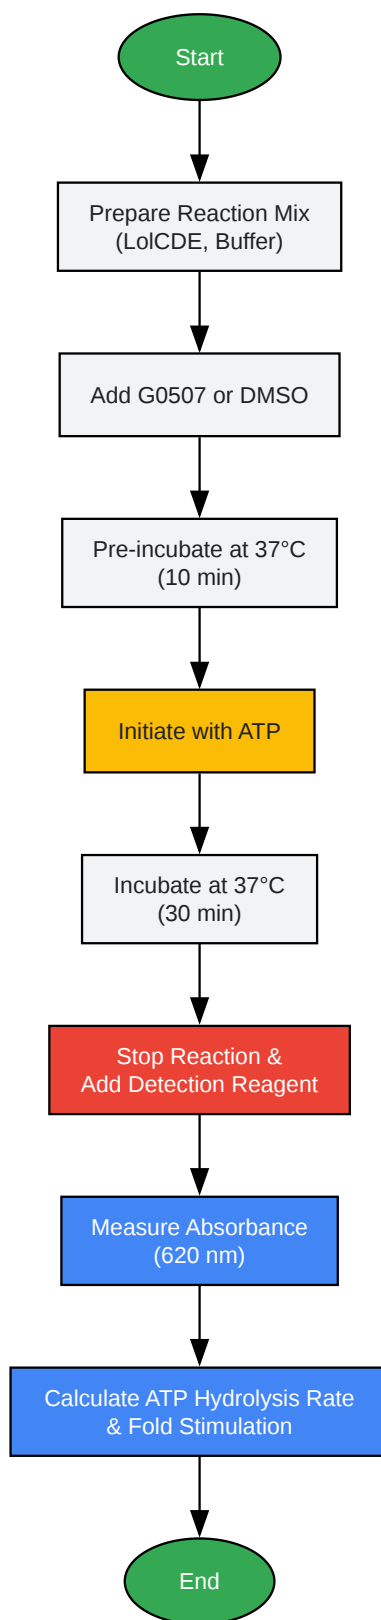 Start
Prepare Reaction Mix
(LolCDE, Buffer)
Add G0507 or DMSO
Pre-incubate at 37°C
(10 min)
Initiate with ATP
Incubate at 37°C
(30 min)
Stop Reaction &
Add Detection Reagent
Measure Absorbance
(620 nm)
Calculate ATP Hydrolysis Rate
& Fold Stimulation
End